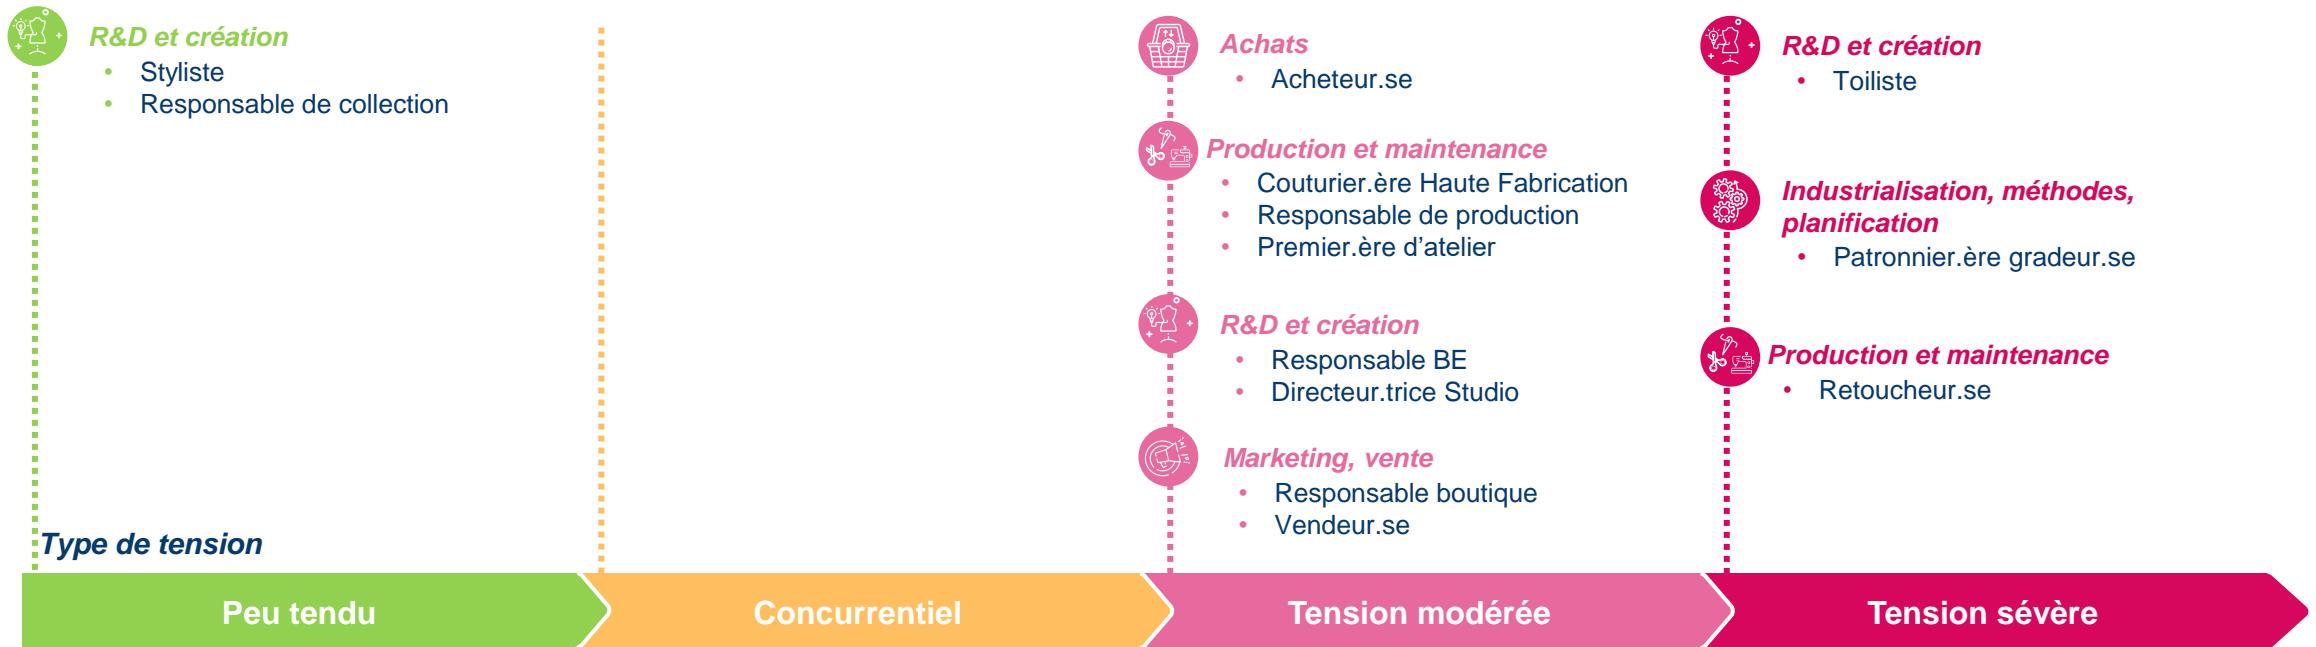 R&D et création
• Styliste
• Responsable de collection
Achats
• Acheteur.se
Production et maintenance
• Couturier.ère Haute Fabrication
• Responsable de production
• Premier.ère d’atelier
R&D et création
• Responsable BE
• Directeur.trice Studio
Marketing, vente
• Responsable boutique
• Vendeur.se
R&D et création
• Toiliste
Industrialisation, méthodes,
planification
• Patronnier.ère gradeur.se
Production et maintenance
• Retoucheur.se
Type de tension
Peu tendu
Concurrentiel
Tension modérée
Tension sévère